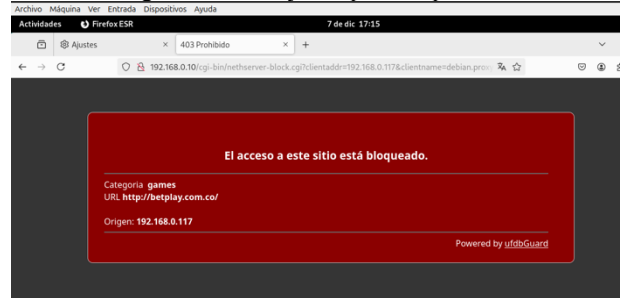 Archivo Máquina Ver Entrada Dispositivos Ayuda
Actividades Firefox ESR 7 de dic 17:15
Ajustes × 403 Prohibido × +
192.168.0.10/cgi-bin/nethserver-block.cgi?clientaddr=192.168.0.117&clientname=debian.prox
El acceso a este sitio está bloqueado.
Categoria games
URL http://betplay.com.co/
Origen: 192.168.0.117
Powered by ufdbGuard